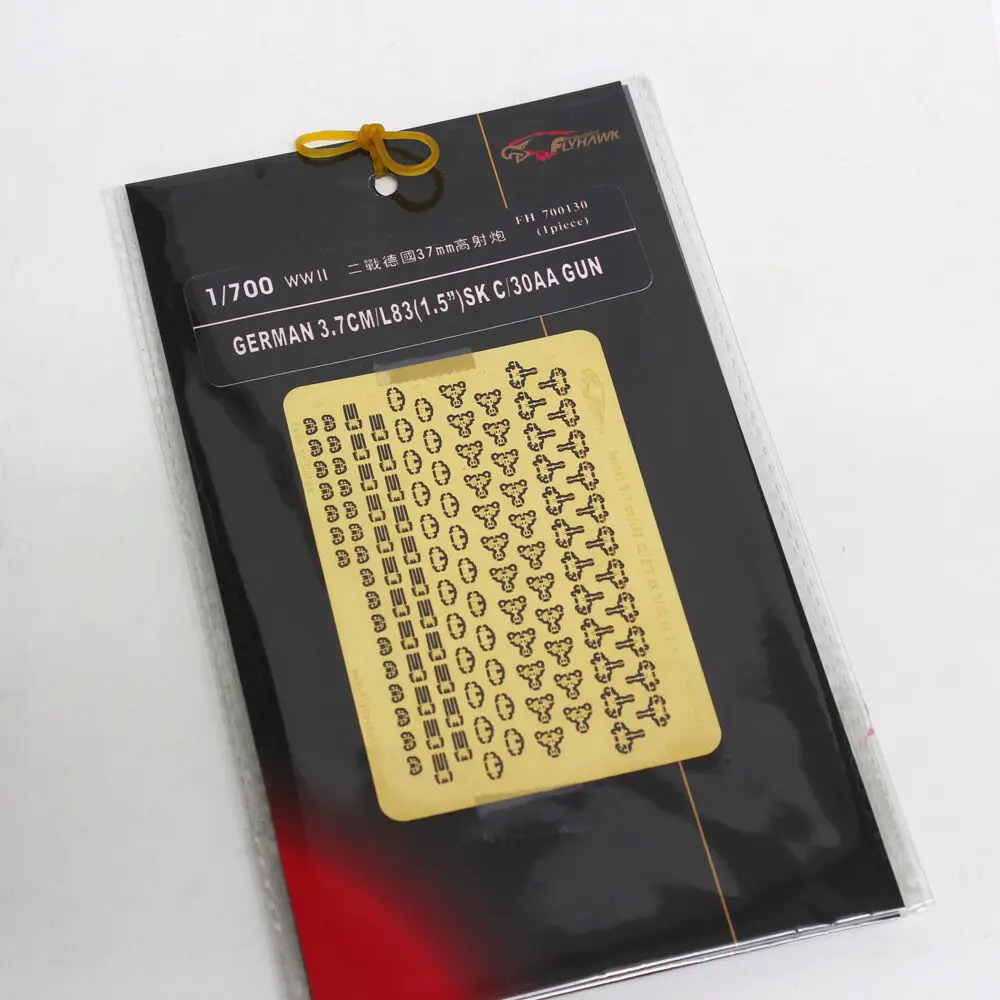 FLYHAWK
FH 700130
(1piece)
1/700 WWII 二戰德國37mm高射炮
GERMAN 3.7CM/L83(1.5”)SK C/30AA GUN